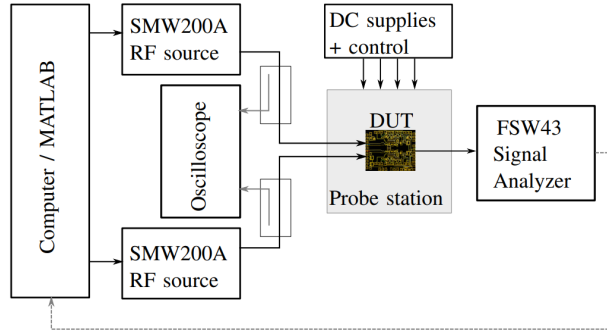 Computer / MATLAB
SMW200A
RF source
Oscilloscope
SMW200A
RF source
DC supplies
+ control
DUT
Probe station
FSW43
Signal
Analyzer